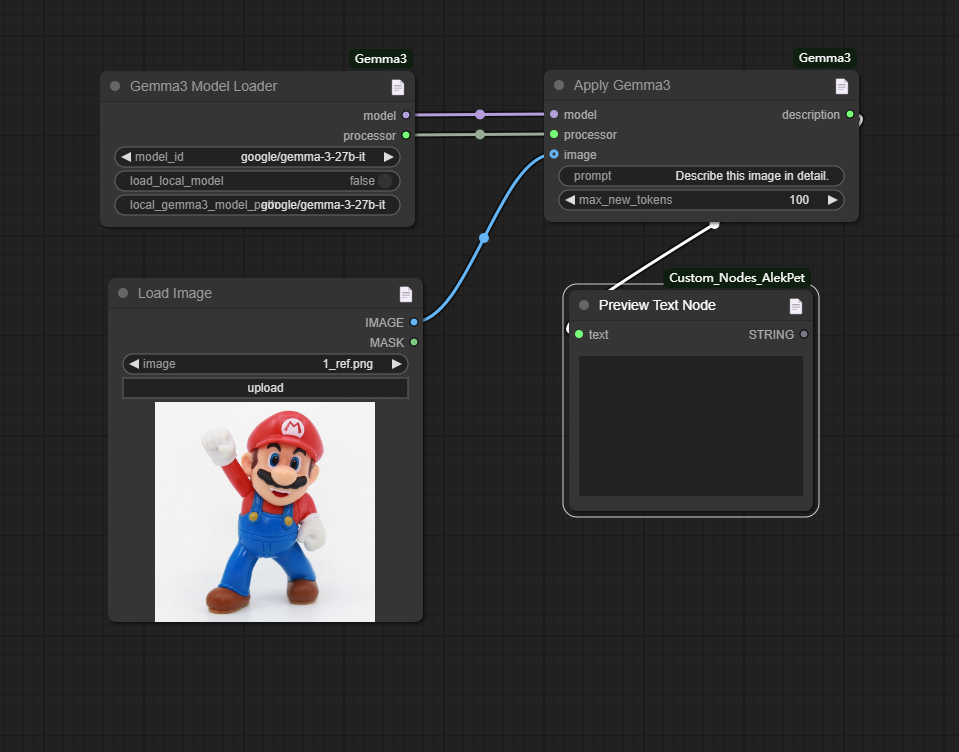 Gemma3
Gemma3 Model Loader
model
processor
model_id google/gemma-3-27b-it
load_local_model false
local_gemma3_model_p google/gemma-3-27b-it
Gemma3
Apply Gemma3
model description
processor
image
prompt Describe this image in detail.
max_new_tokens 100
Load Image
IMAGE
MASK
image 1_ref.png
upload
M
Custom_Nodes_AlekPet
Preview Text Node
text STRING